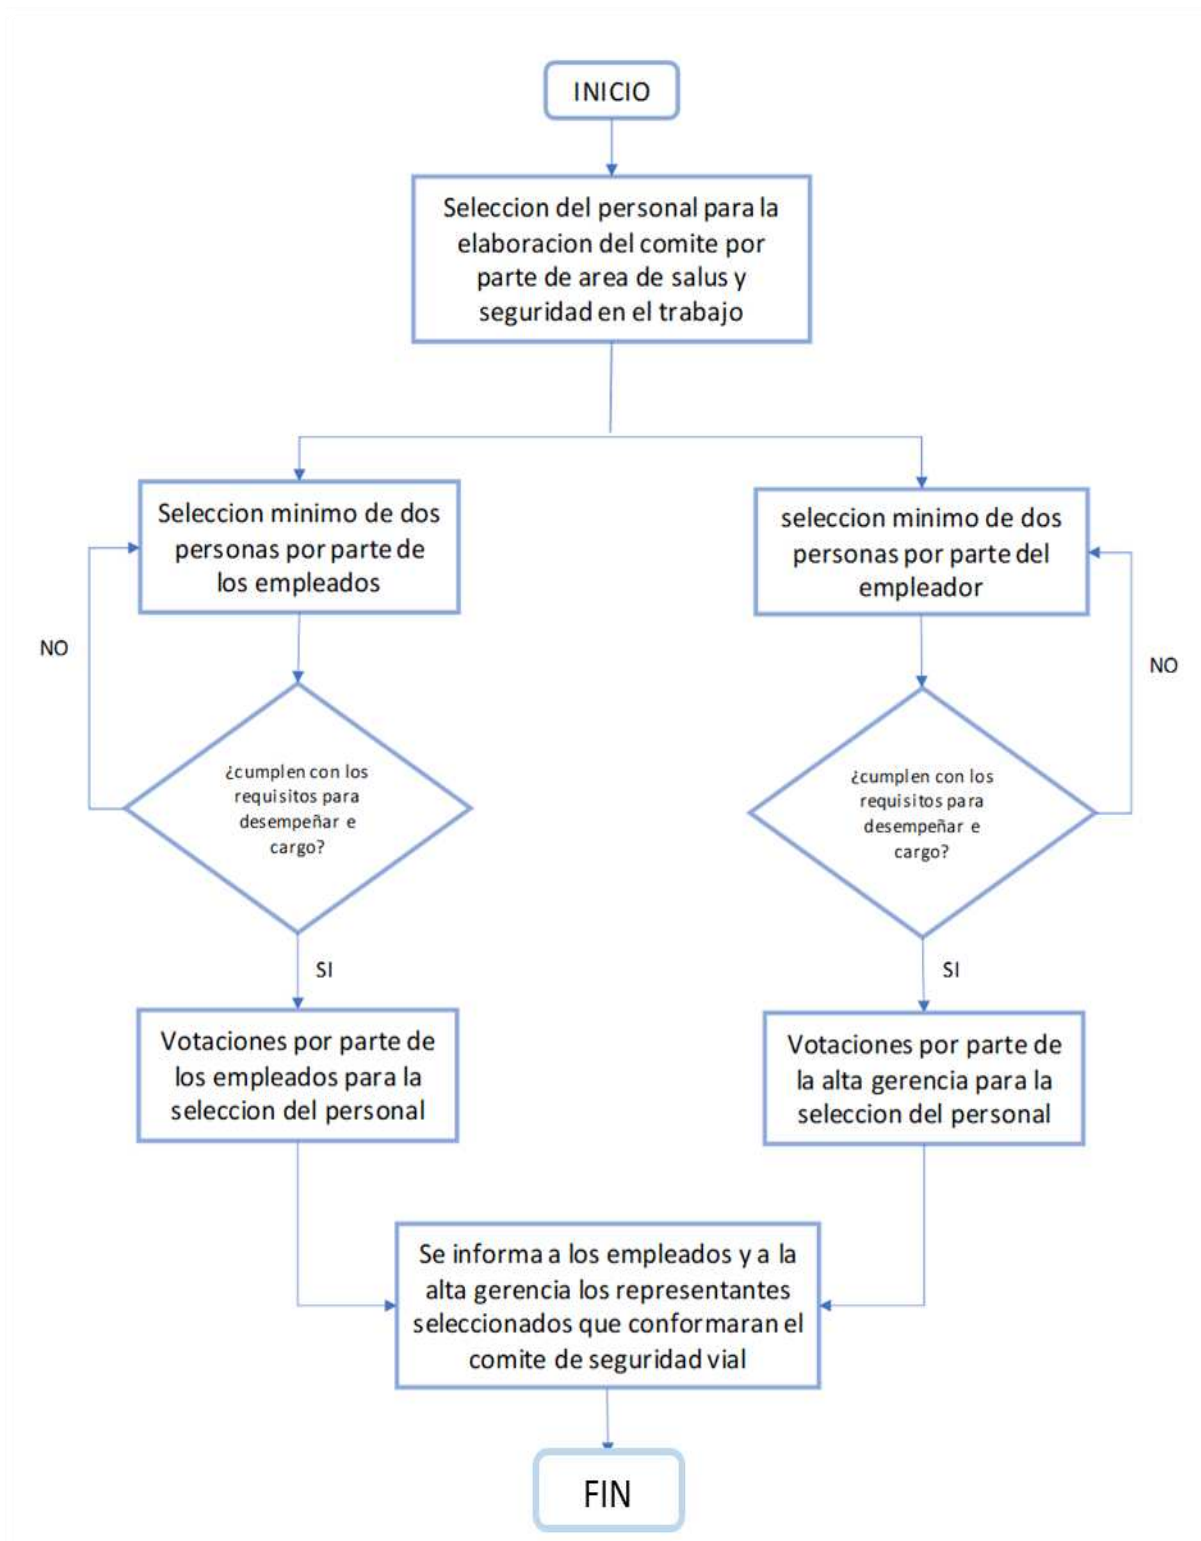 INICIO
Seleccion del personal para la
elaboracion del comite por
parte de area de salus y
seguridad en el trabajo
Seleccion minimo de dos
personas por parte de
los empleados
seleccion minimo de dos
personas por parte del
empleador
NO
NO
¿cumplen con los
requisitos para
desempeñar e
cargo?
¿cumplen con los
requisitos para
desempeñar e
cargo?
SI
SI
Votaciones por parte de
los empleados para la
seleccion del personal
Votaciones por parte de
la alta gerencia para la
seleccion del personal
Se informa a los empleados y a la
alta gerencia los representantes
seleccionados que conformaran el
comite de seguridad vial
FIN